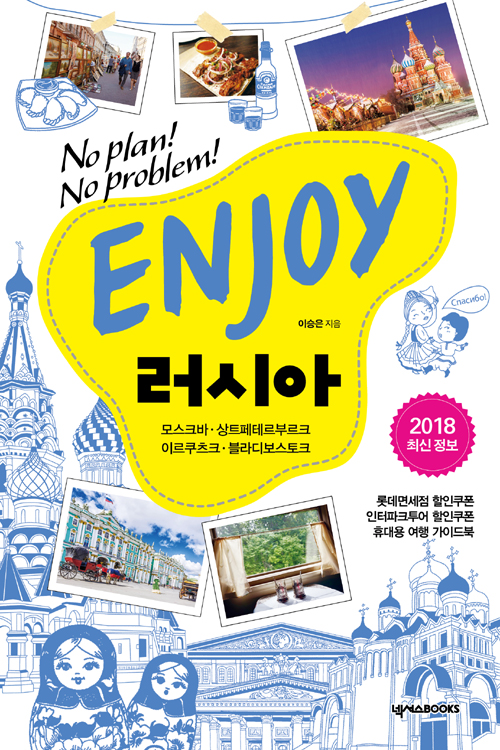 No plan!
No problem!
ENJOY
이승은 지음
러시아
모스크바 · 상트페테르부르크
이르쿠츠크 · 블라디보스토크
Спасибо!
2018
최신 정보
롯데면세점 할인쿠폰
인터파크투어 할인쿠폰
휴대용 여행 가이드북
넥서스BOOKS